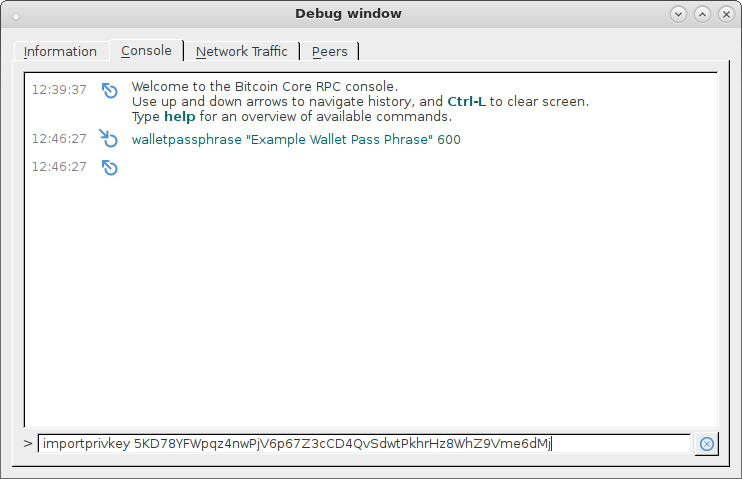 Debug window
Information Console Network Traffic Peers
12:39:37 Welcome to the Bitcoin Core RPC console.
Use up and down arrows to navigate history, and Ctrl-L to clear screen.
Type help for an overview of available commands.
12:46:27 walletpassphrase "Example Wallet Pass Phrase" 600
12:46:27
> importprivkey 5KD78YFWpqz4nwPjV6p67Z3cCD4QvSdwtPkhrHz8WhZ9Vme6dMj